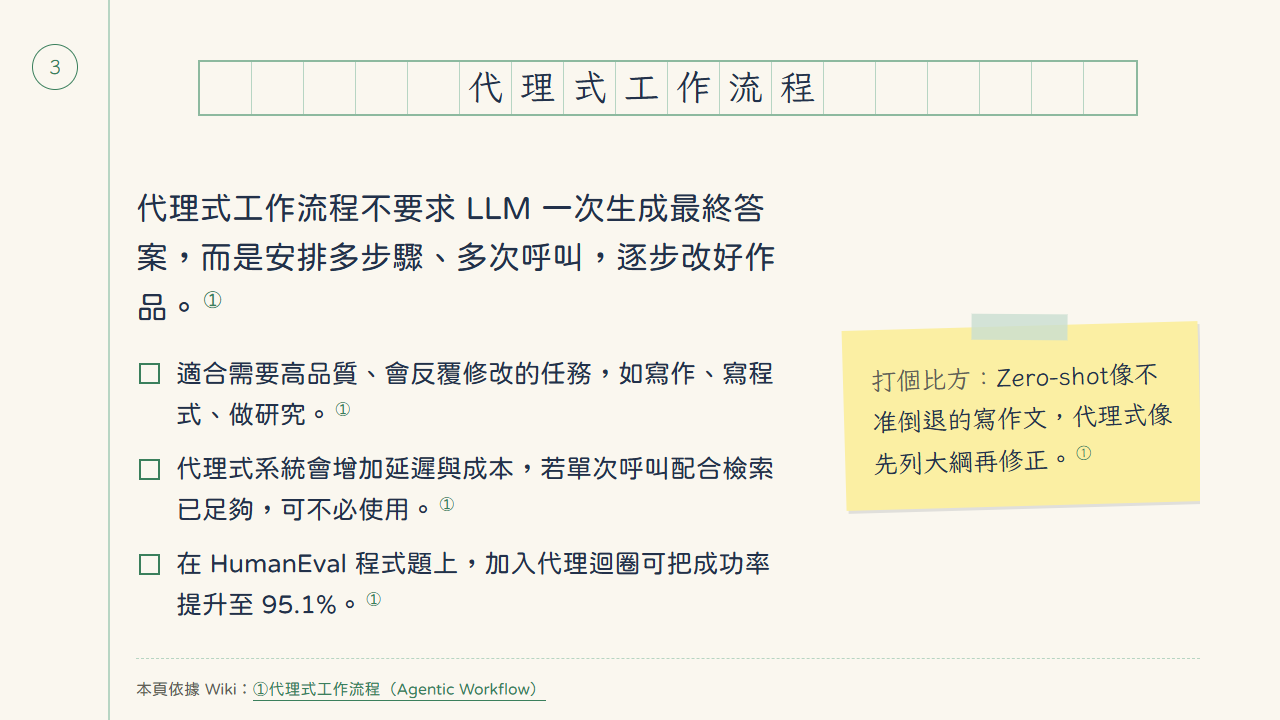 3
代理式工作流程
代理式工作流程不要求 LLM 一次生成最終答
案，而是安排多步驟、多次呼叫，逐步改好作
品。①
適合需要高品質、會反覆修改的任務，如寫作、寫程
式、做研究。①
代理式系統會增加延遲與成本，若單次呼叫配合檢索
已足夠，可不必使用。①
在 HumanEval 程式題上，加入代理迴圈可把成功率
提升至 95.1%。①
打個比方：Zero-shot像不
准倒退的寫作文，代理式像
先列大綱再修正。①
本頁依據 Wiki：①代理式工作流程（Agentic Workflow）